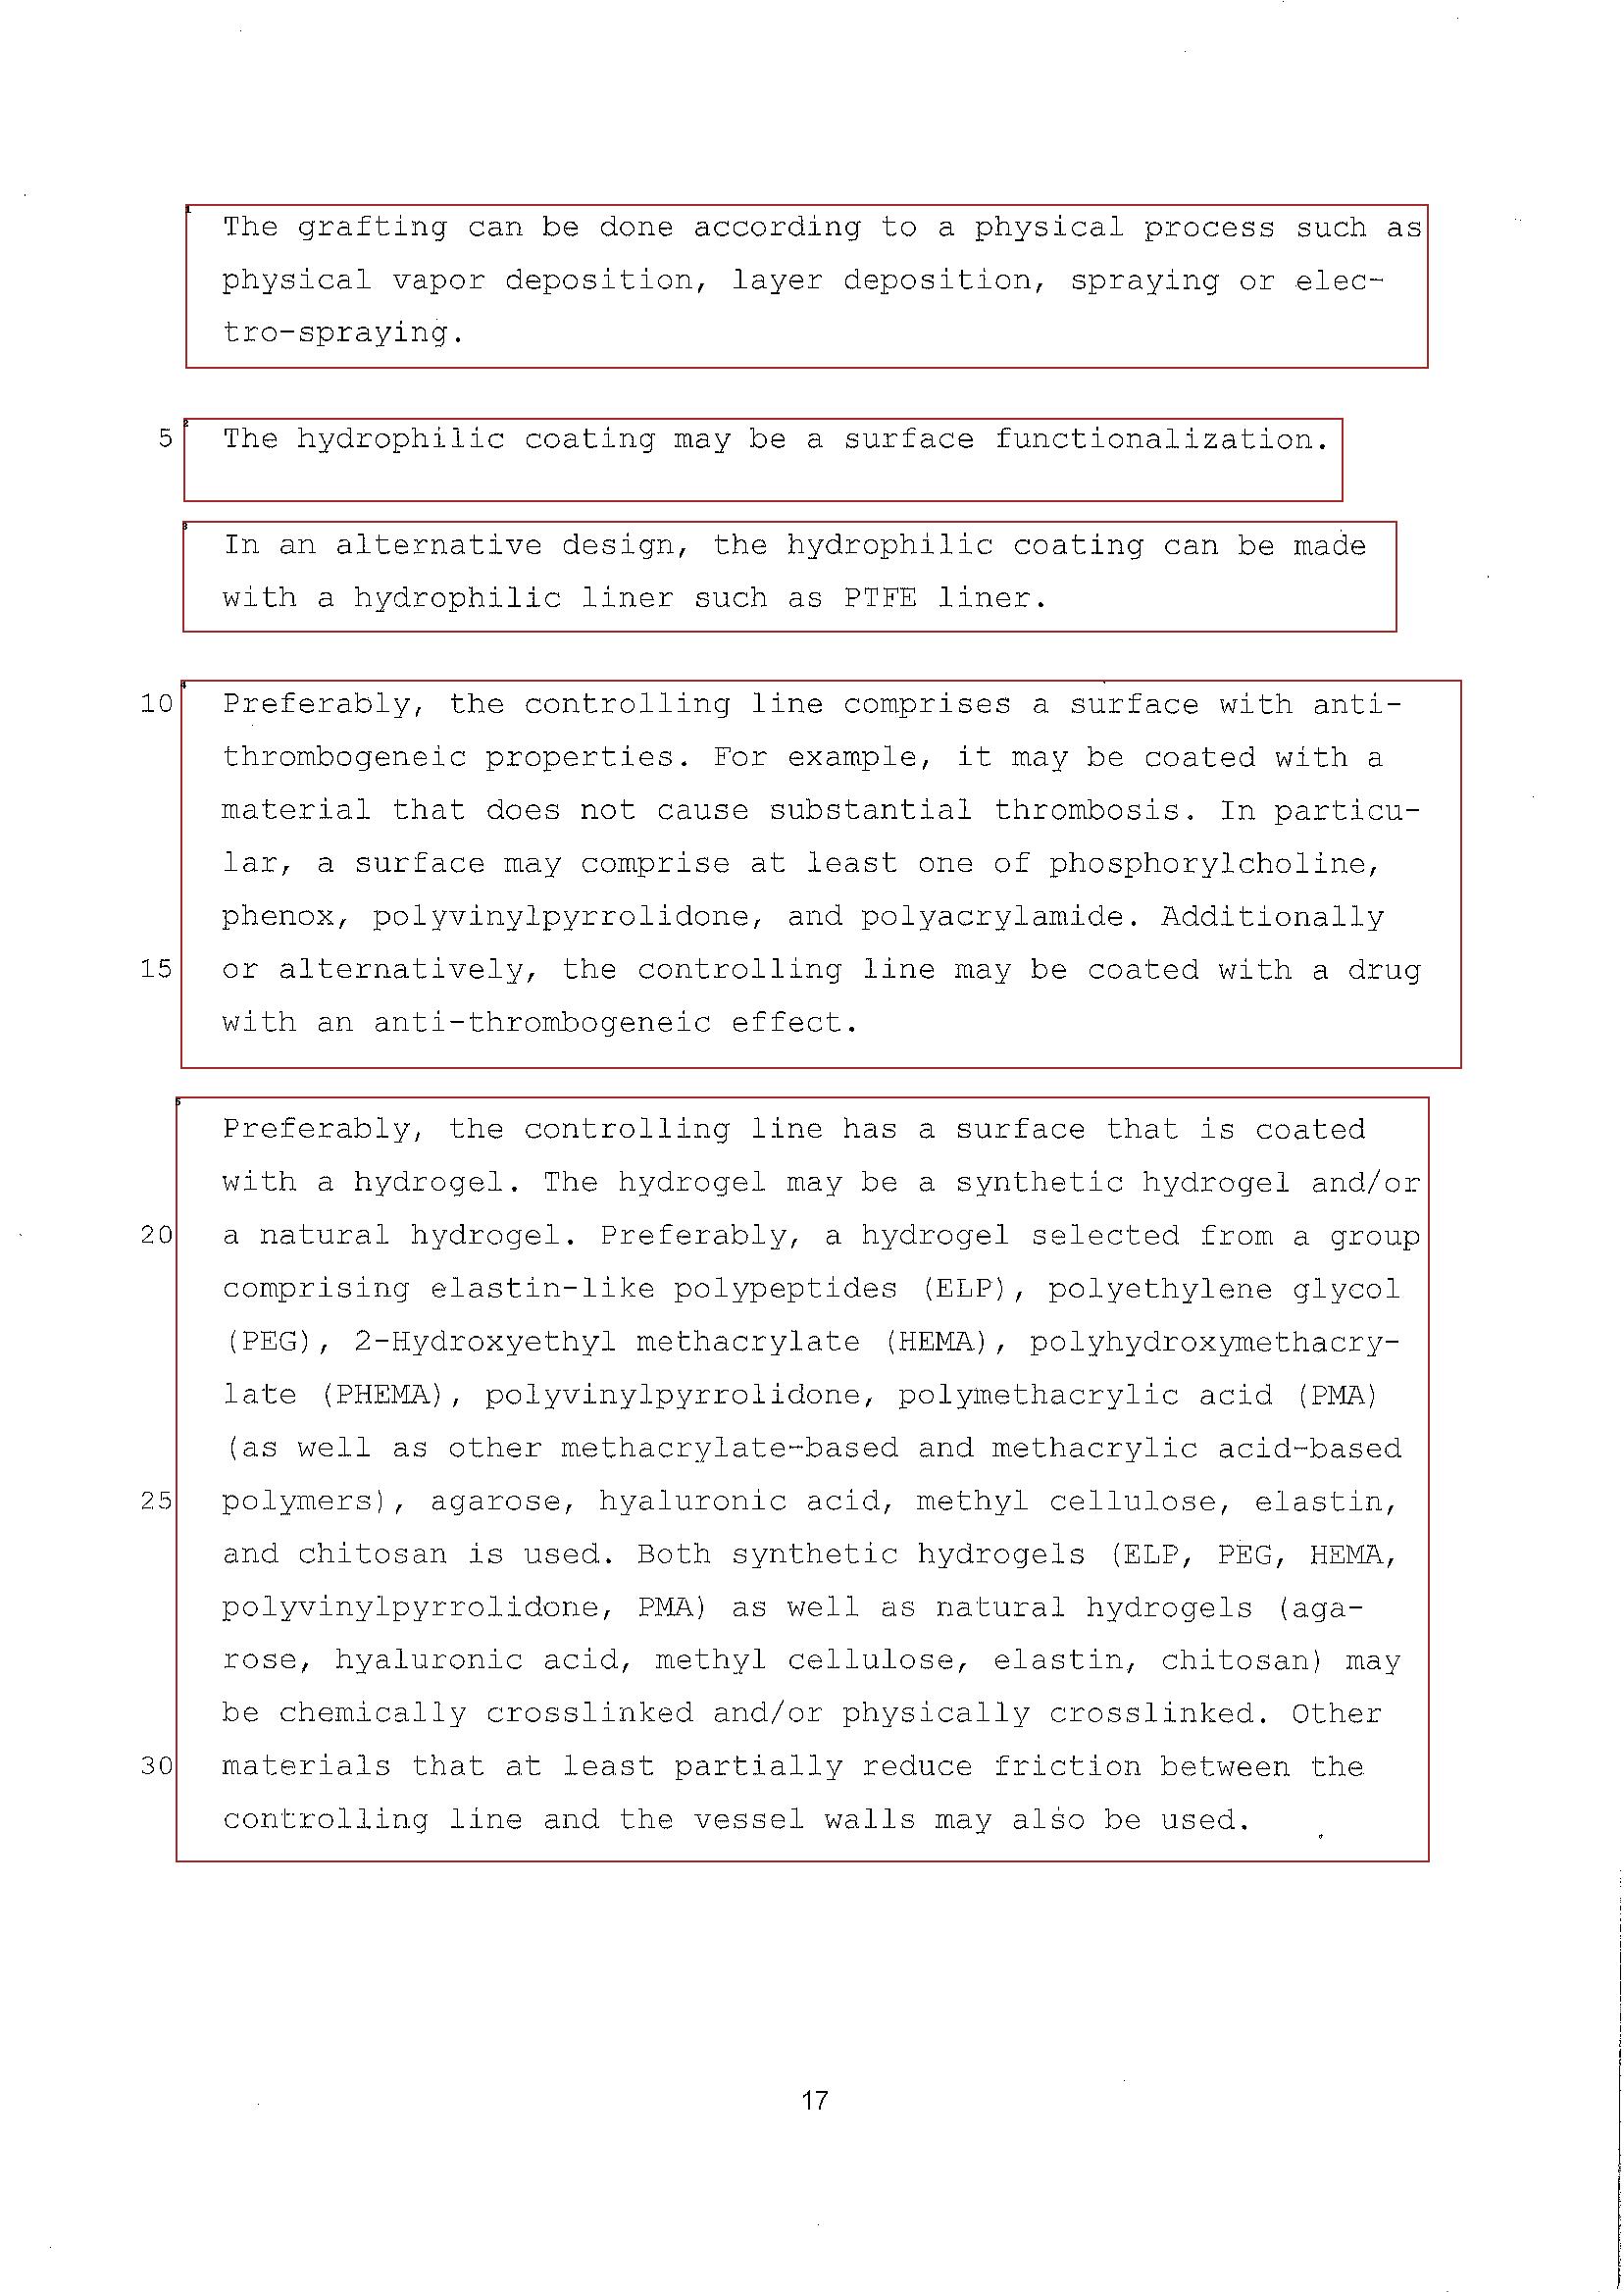 The grafting can be done according to a physical process such as
physical vapor deposition, layer deposition, spraying or elec-
tro-spraying.
5 The hydrophilic coating may be a surface functionalization.
In an alternative design, the hydrophilic coating can be made
with a hydrophilic liner such as PTFE liner.
10 Preferably, the controlling line comprises a surface with anti-
thrombogeneic properties. For example, it may be coated with a
material that does not cause substantial thrombosis. In particu-
lar, a surface may comprise at least one of phosphorylcholine,
phenox, polyvinylpyrrolidone, and polyacrylamide. Additionally
15 or alternatively, the controlling line may be coated with a drug
with an anti-thrombogeneic effect.
Preferably, the controlling line has a surface that is coated
with a hydrogel. The hydrogel may be a synthetic hydrogel and/or
20 a natural hydrogel. Preferably, a hydrogel selected from a group
comprising elastin-like polypeptides (ELP), polyethylene glycol
(PEG), 2-Hydroxyethyl methacrylate (HEMA), polyhydroxymethacry-
late (PHEMA), polyvinylpyrrolidone, polymethacrylic acid (PMA)
(as well as other methacrylate-based and methacrylic acid-based
25 polymers), agarose, hyaluronic acid, methyl cellulose, elastin,
and chitosan is used. Both synthetic hydrogels (ELP, PEG, HEMA,
polyvinylpyrrolidone, PMA) as well as natural hydrogels (aga-
rose, hyaluronic acid, methyl cellulose, elastin, chitosan) may
be chemically crosslinked and/or physically crosslinked. Other
30 materials that at least partially reduce friction between the
controlling line and the vessel walls may also be used.
17